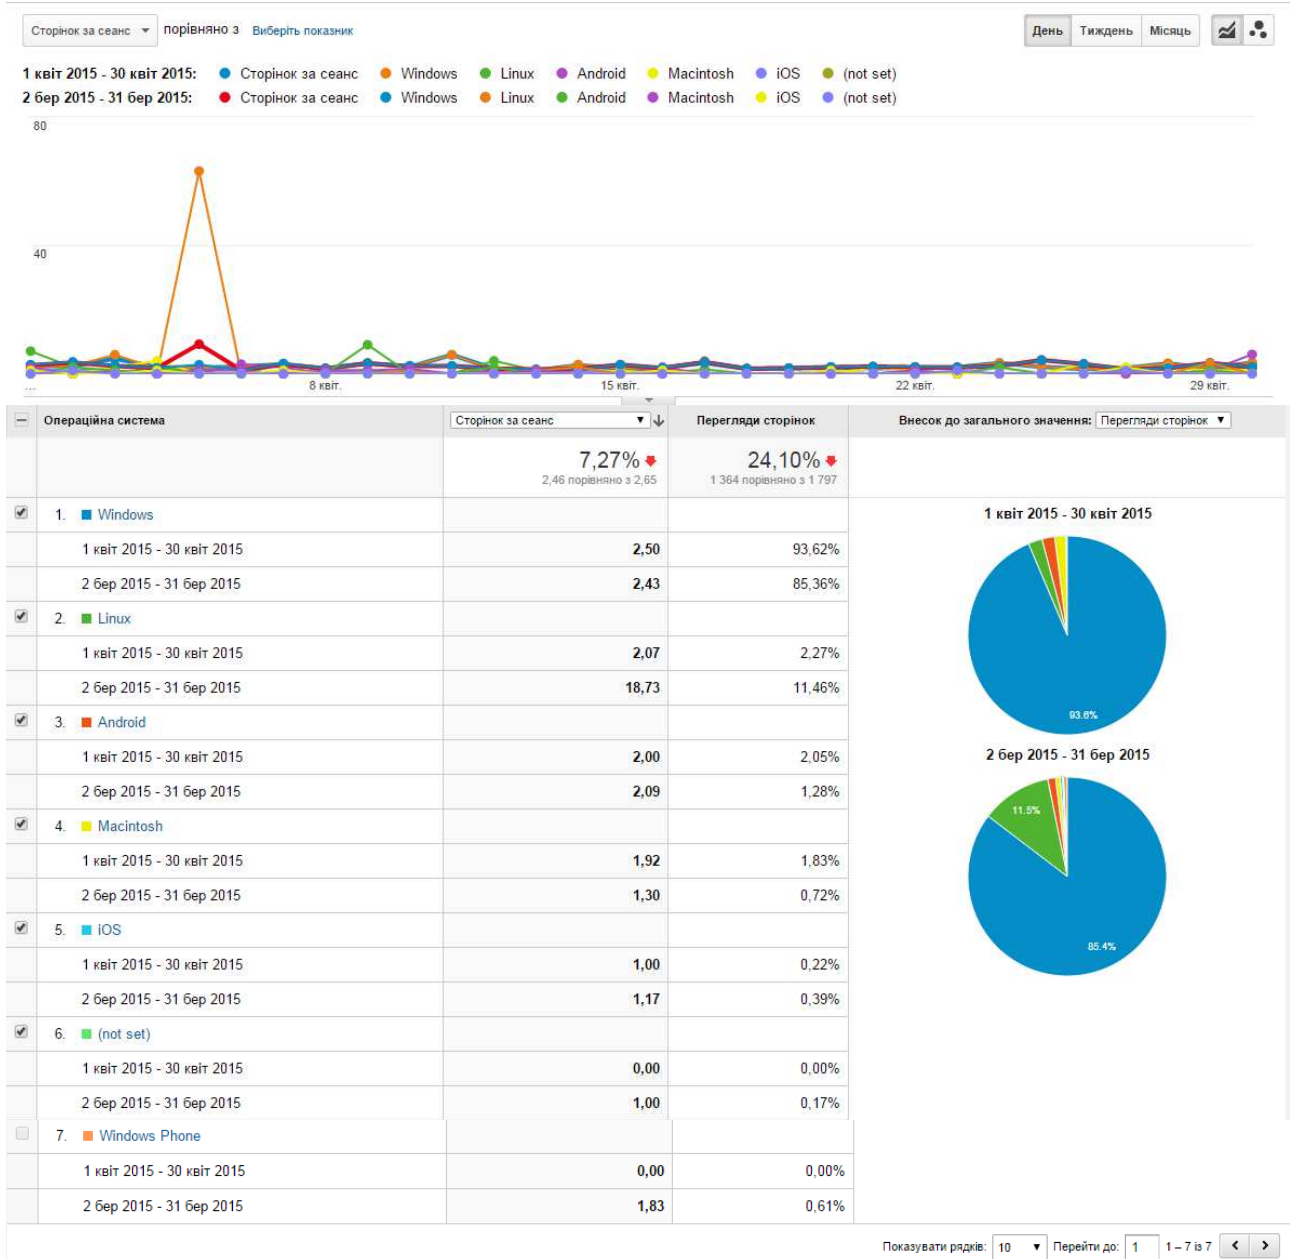 Сторінок за сеанс порівняно з Виберіть показник День Тиждень Місяць
1 квіт 2015 - 30 квіт 2015: Сторінок за сеанс Windows Linux Android Macintosh iOS (not set)
2 бер 2015 - 31 бер 2015: Сторінок за сеанс Windows Linux Android Macintosh iOS (not set)
80
40
... 8 квіт. 15 квіт. 22 квіт. 29 квіт.
Операційна система Сторінок за сеанс Перегляди сторінок Внесок до загального значення: Перегляди сторінок
7,27% 24,10%
2,46 порівняно з 2,65 1 364 порівняно з 1 797
1. Windows 1 квіт 2015 - 30 квіт 2015
1 квіт 2015 - 30 квіт 2015 2,50 93,62%
2 бер 2015 - 31 бер 2015 2,43 85,36%
2. Linux
1 квіт 2015 - 30 квіт 2015 2,07 2,27%
2 бер 2015 - 31 бер 2015 18,73 11,46%
93.6%
3. Android
1 квіт 2015 - 30 квіт 2015 2,00 2,05% 2 бер 2015 - 31 бер 2015
2 бер 2015 - 31 бер 2015 2,09 1,28%
11.5%
4. Macintosh
1 квіт 2015 - 30 квіт 2015 1,92 1,83%
2 бер 2015 - 31 бер 2015 1,30 0,72%
5. iOS
85.4%
1 квіт 2015 - 30 квіт 2015 1,00 0,22%
2 бер 2015 - 31 бер 2015 1,17 0,39%
6. (not set)
1 квіт 2015 - 30 квіт 2015 0,00 0,00%
2 бер 2015 - 31 бер 2015 1,00 0,17%
7. Windows Phone
1 квіт 2015 - 30 квіт 2015 0,00 0,00%
2 бер 2015 - 31 бер 2015 1,83 0,61%
Показувати рядків: 10 Перейти до: 1 1 – 7 із 7